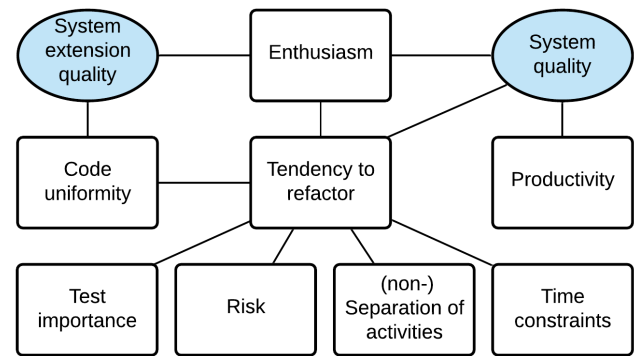 System
extension
quality
Enthusiasm
System
quality
Code
uniformity
Tendency to
refactor
Productivity
Test
importance
Risk
(non-)
Separation of
activities
Time
constraints